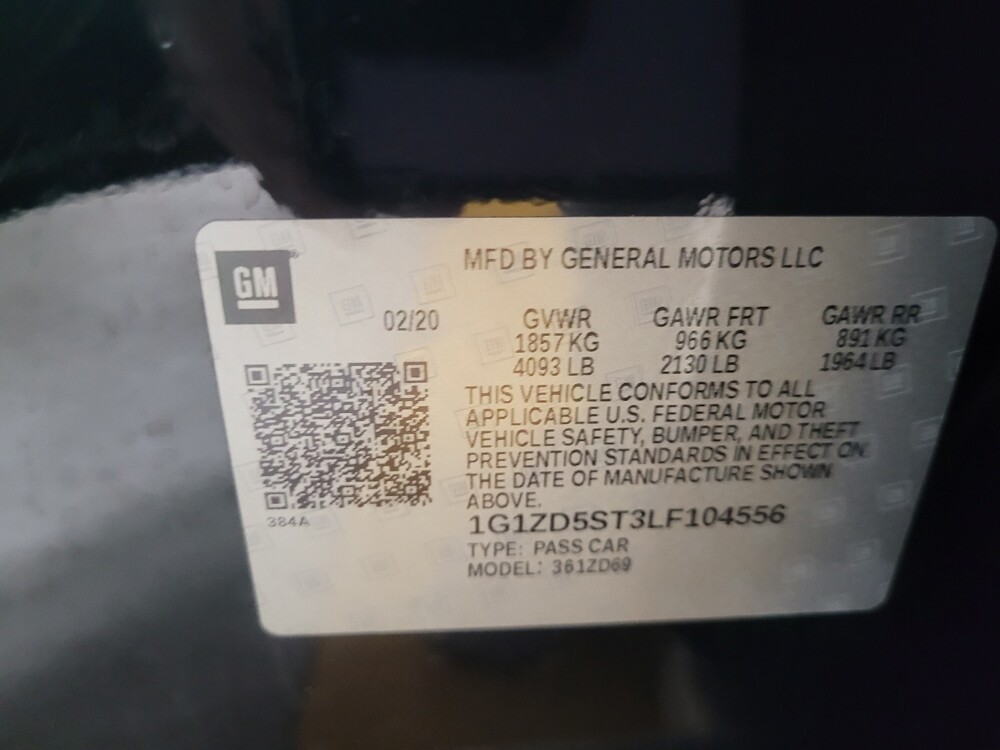 GM
MFD BY GENERAL MOTORS LLC
02/20 GVWR GAWR FRT GAWR RR
1857 KG 966 KG 891 KG
4093 LB 2130 LB 1964 LB
THIS VEHICLE CONFORMS TO ALL
APPLICABLE U.S. FEDERAL MOTOR
VEHICLE SAFETY, BUMPER, AND THEFT
PREVENTION STANDARDS IN EFFECT ON
THE DATE OF MANUFACTURE SHOWN
ABOVE.
384A
1G1ZD5ST3LF104556
TYPE: PASS CAR
MODEL: 361ZD69